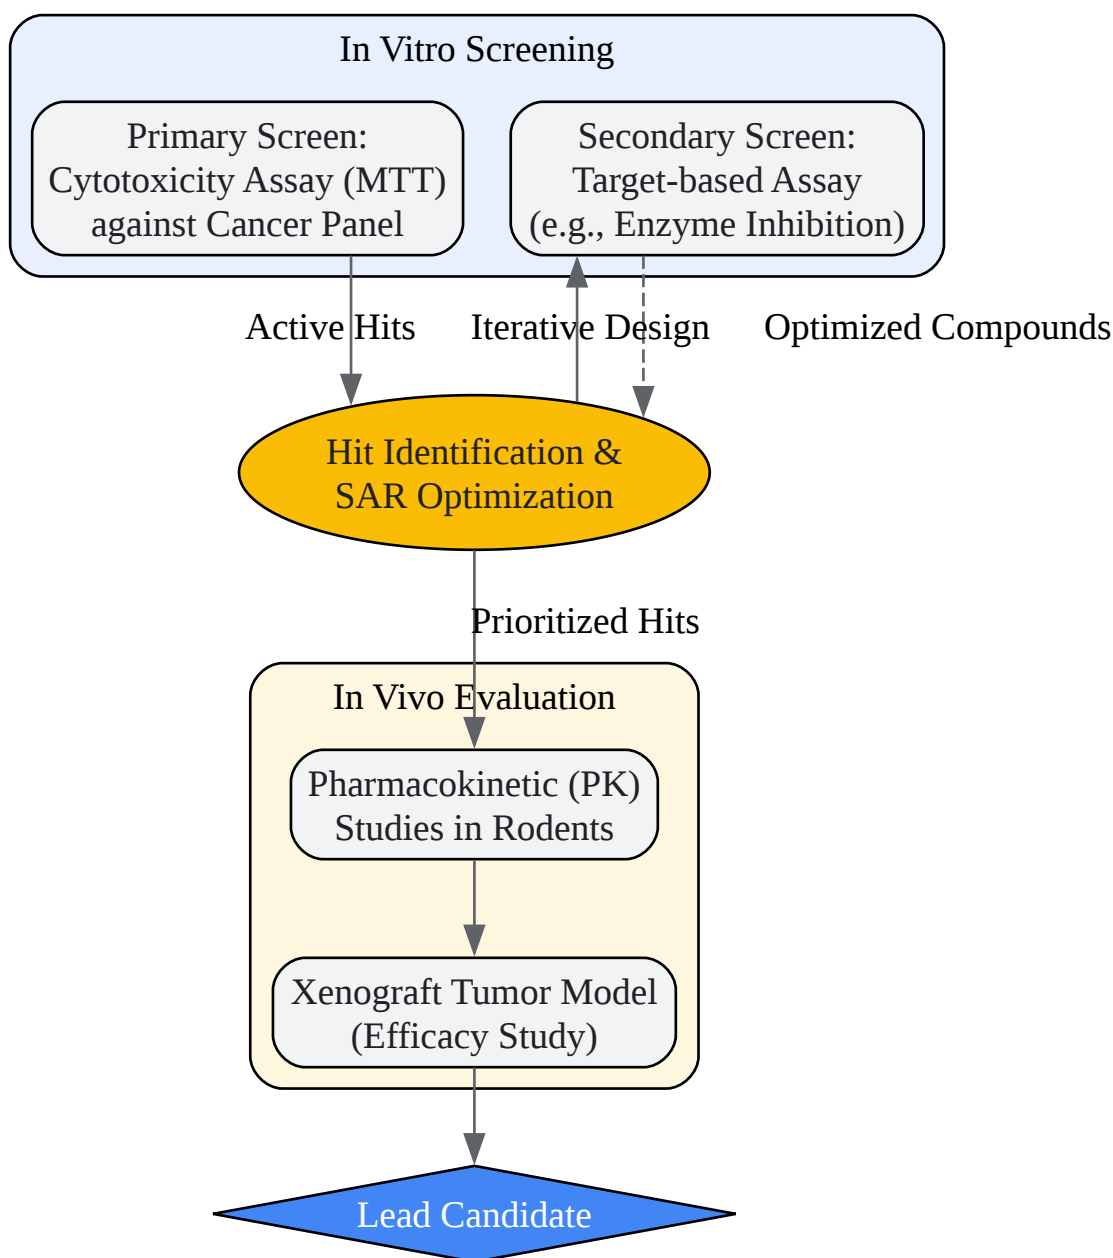 In Vitro Screening
Primary Screen:
Cytotoxicity Assay (MTT)
against Cancer Panel
Secondary Screen:
Target-based Assay
(e.g., Enzyme Inhibition)
Active Hits
Iterative Design
Optimized Compounds
Hit Identification &
SAR Optimization
Prioritized Hits
In Vivo Evaluation
Pharmacokinetic (PK)
Studies in Rodents
Xenograft Tumor Model
(Efficacy Study)
Lead Candidate